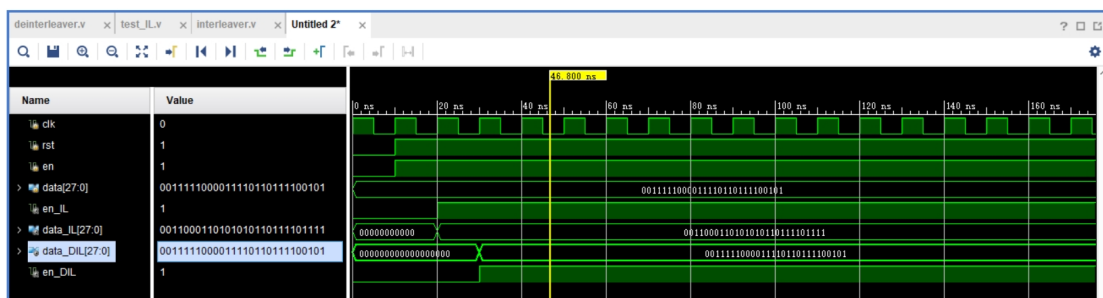 deinterleaver.v × test_IL.v × interleaver.v × Untitled 2* ×
46.800 ns
Name Value 0 ns 20 ns 40 ns 60 ns 80 ns 100 ns 120 ns 140 ns 160 ns
clk 0
rst 1
en 1
data[27:0] 0011111000011110110111100101 0011111000011110110111100101
en_IL 1
data_IL[27:0] 0011000110101010110111101111 00000000000 0011000110101010110111101111
data_DIL[27:0] 0011111000011110110111100101 000000000000000000 0011111000011110110111100101
en_DIL 1